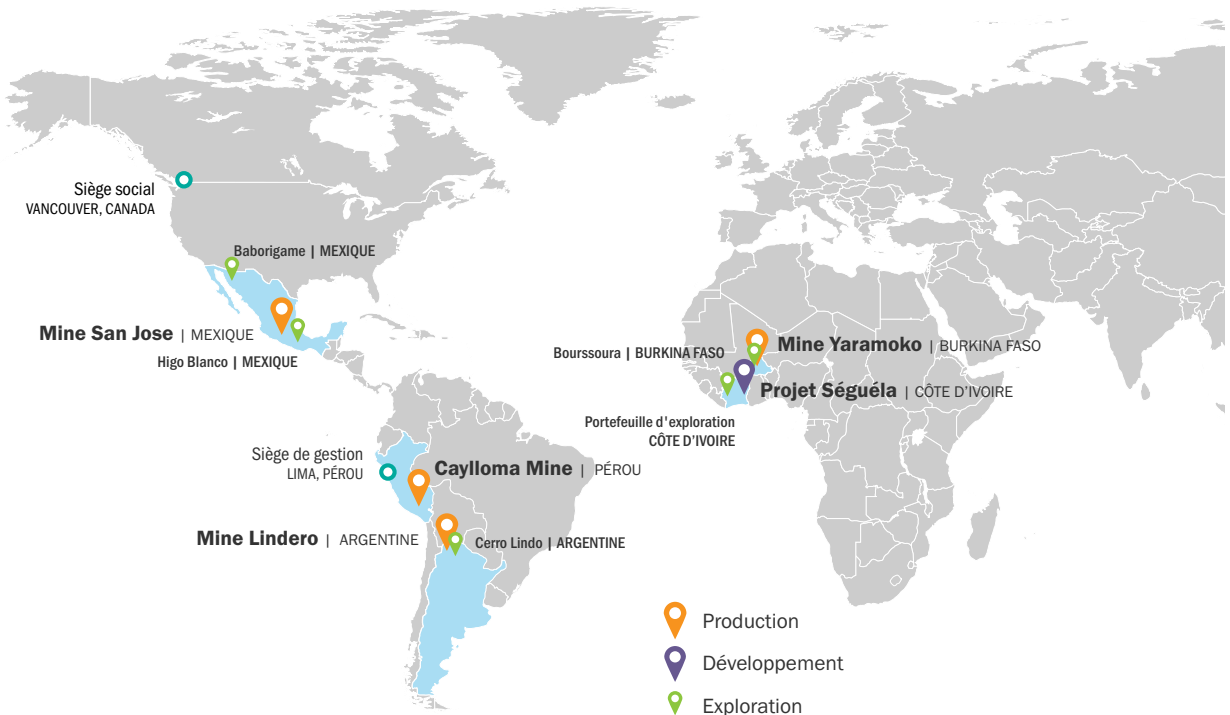 Siège social
VANCOUVER, CANADA
Baborigame | MEXIQUE
Mine San Jose | MEXIQUE
Higo Blanco | MEXIQUE
Boursoura | BURKINA FASO
Mine Yaramoko | BURKINA FASO
Projet Séguéla | CÔTE D'IVOIRE
Portefeuille d'exploration
CÔTE D'IVOIRE
Siège de gestion
LIMA, PÉROU
Caylloma Mine | PÉROU
Mine Lindero | ARGENTINE
Cerro Lindo | ARGENTINE
Production
Développement
Exploration